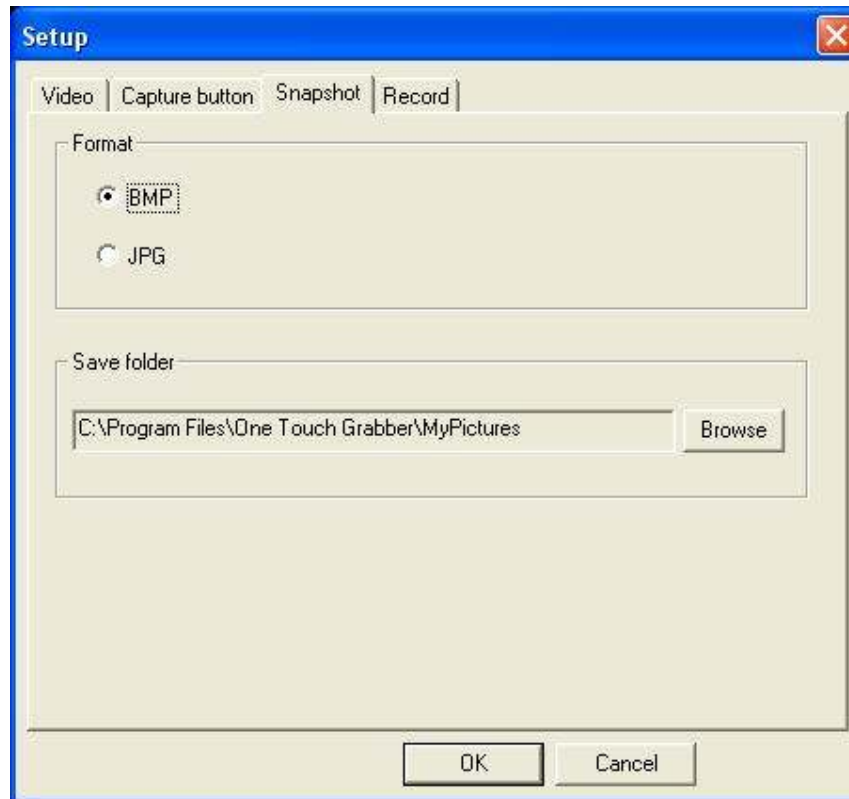 Setup
Video Capture button Snapshot Record
Format
BMP
JPG
Save folder
C:\Program Files\One Touch Grabber\MyPictures Browse
OK Cancel